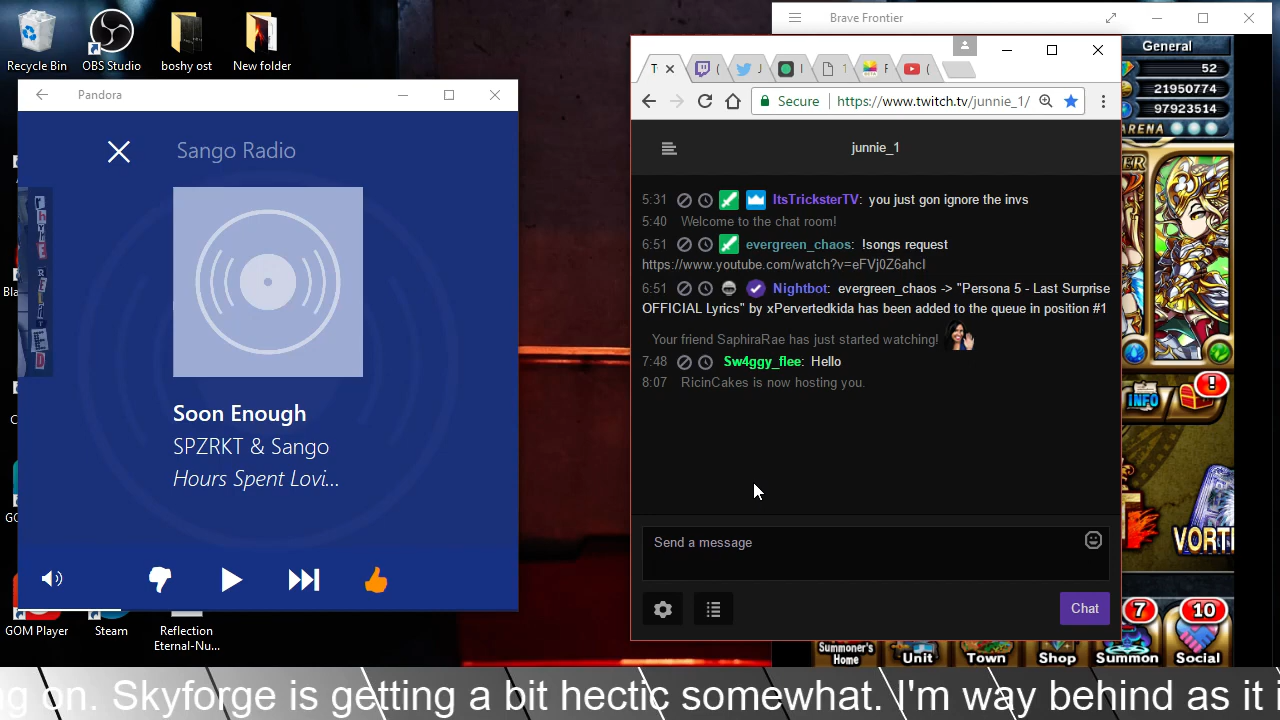 Recycle Bin
OBS Studio
boshy ost
New folder
GOM Player
Steam
Reflection
Eternal-Nu...
Pandora
Sango Radio
Soon Enough
SPZRKT & Sango
Hours Spent Lovi...
Secure
https://www.twitch.tv/junnie_1/
junnie_1
5:31 ItsTricksterTV: you just gon ignore the invs
5:40 Welcome to the chat room!
6:51 evergreen_chaos: !songs request
https://www.youtube.com/watch?v=eFVj0Z6ahcI
6:51 Nightbot: evergreen_chaos -> "Persona 5 - Last Surprise
OFFICIAL Lyrics" by xPervertedkida has been added to the queue in position #1
Your friend SaphiraRae has just started watching!
7:48 Sw4ggy_flee: Hello
8:07 RicinCakes is now hosting you.
Send a message
Chat
Brave Frontier
General
52
21950774
97923514
ARENA
INFO
VORT
7
10
Summoner's
Home
Unit
Town
Shop
Summon
Social
g on. Skyforge is getting a bit hectic somewhat. I'm way behind as it i